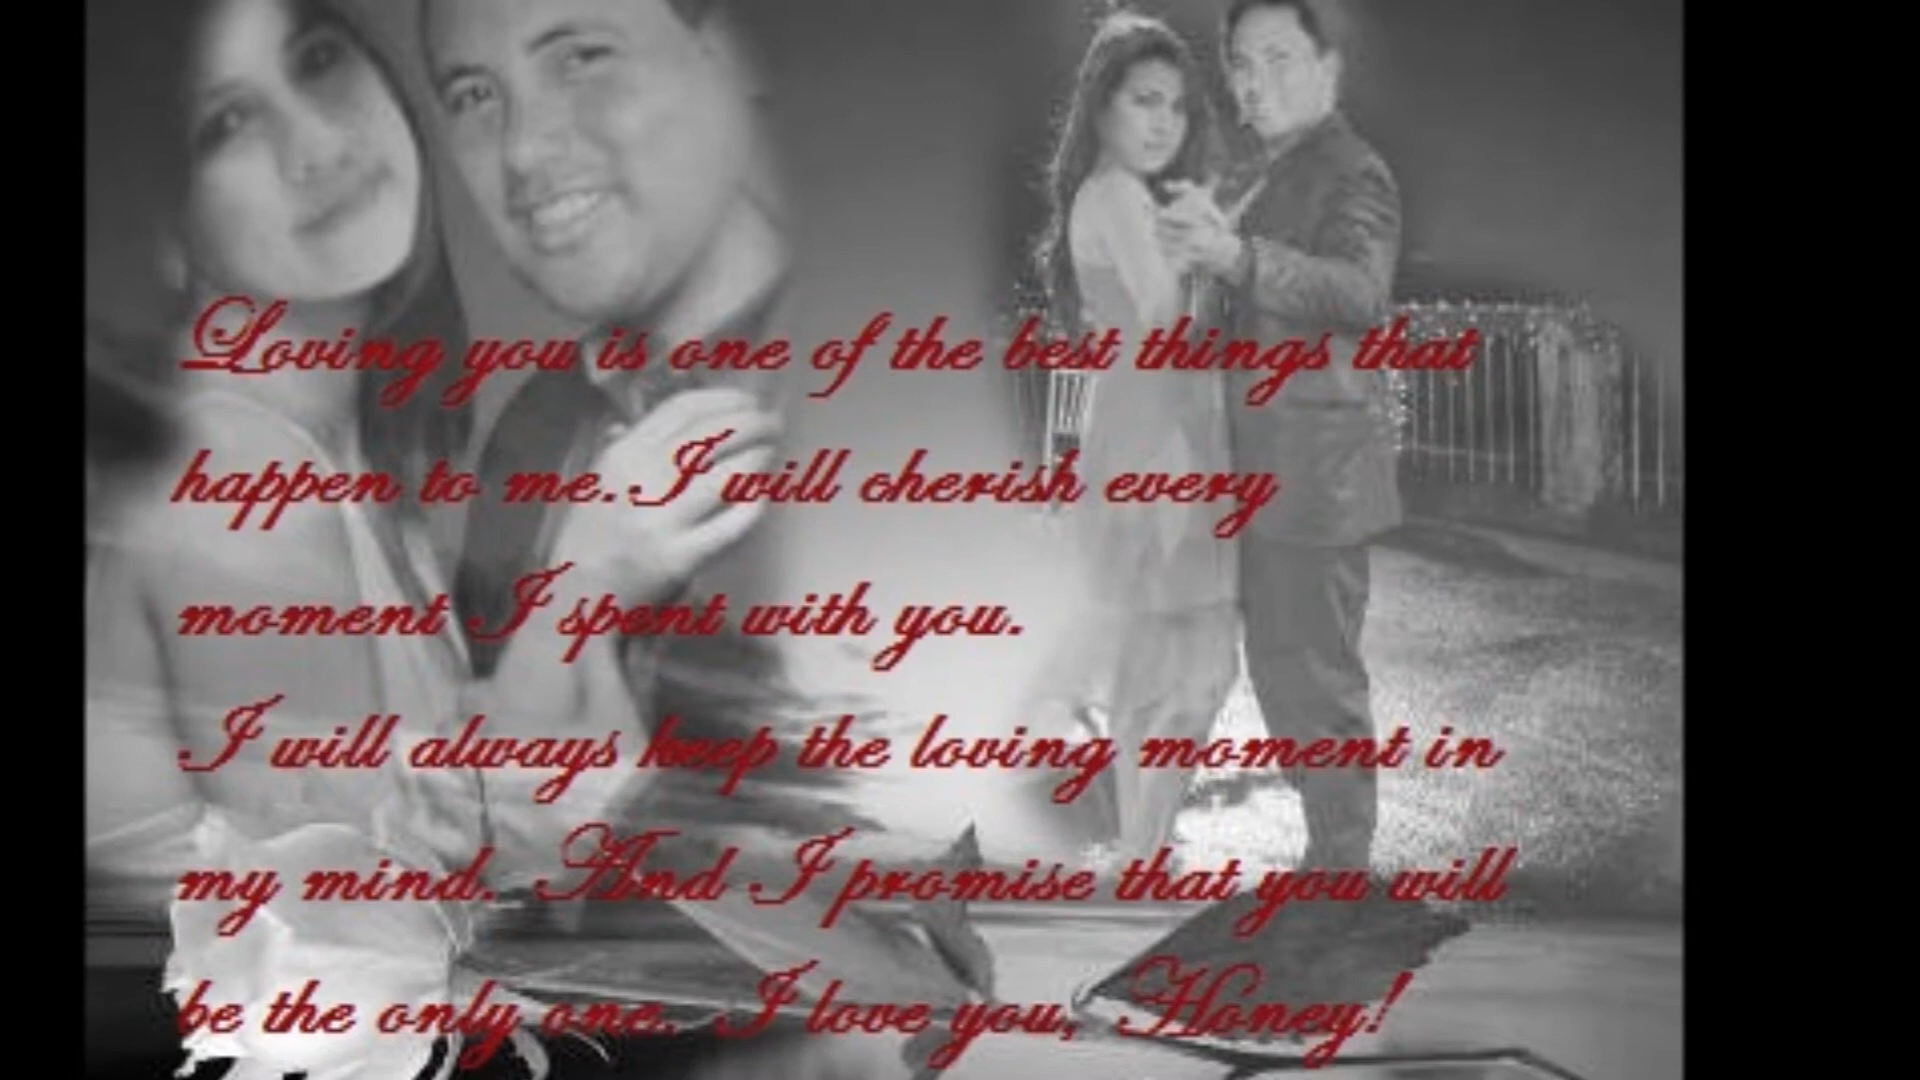 Loving you is one of the best things that
happen to me. I will cherish every
moment I spent with you.
I will always keep the loving moment in
my mind. And I promise that you will
be the only one. I love you, Honey!